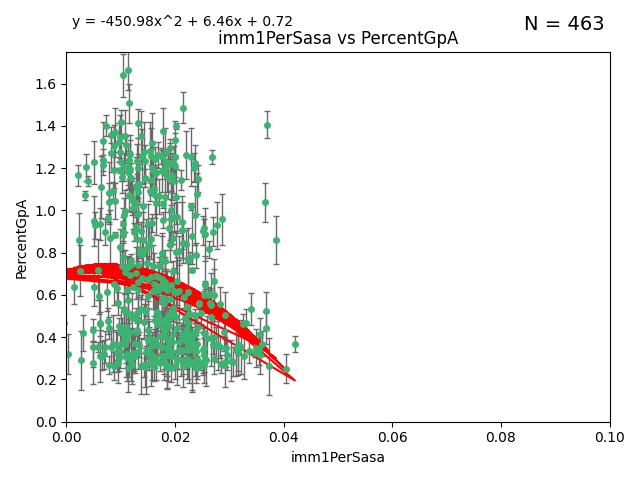 y = -450.98x^2 + 6.46x + 0.72
N = 463
imm1PerSasa vs PercentGpA
PercentGpA
1.6
1.4
1.2
1.0
0.8
0.6
0.4
0.2
0.0
0.00 0.02 0.04 0.06 0.08 0.10
imm1PerSasa